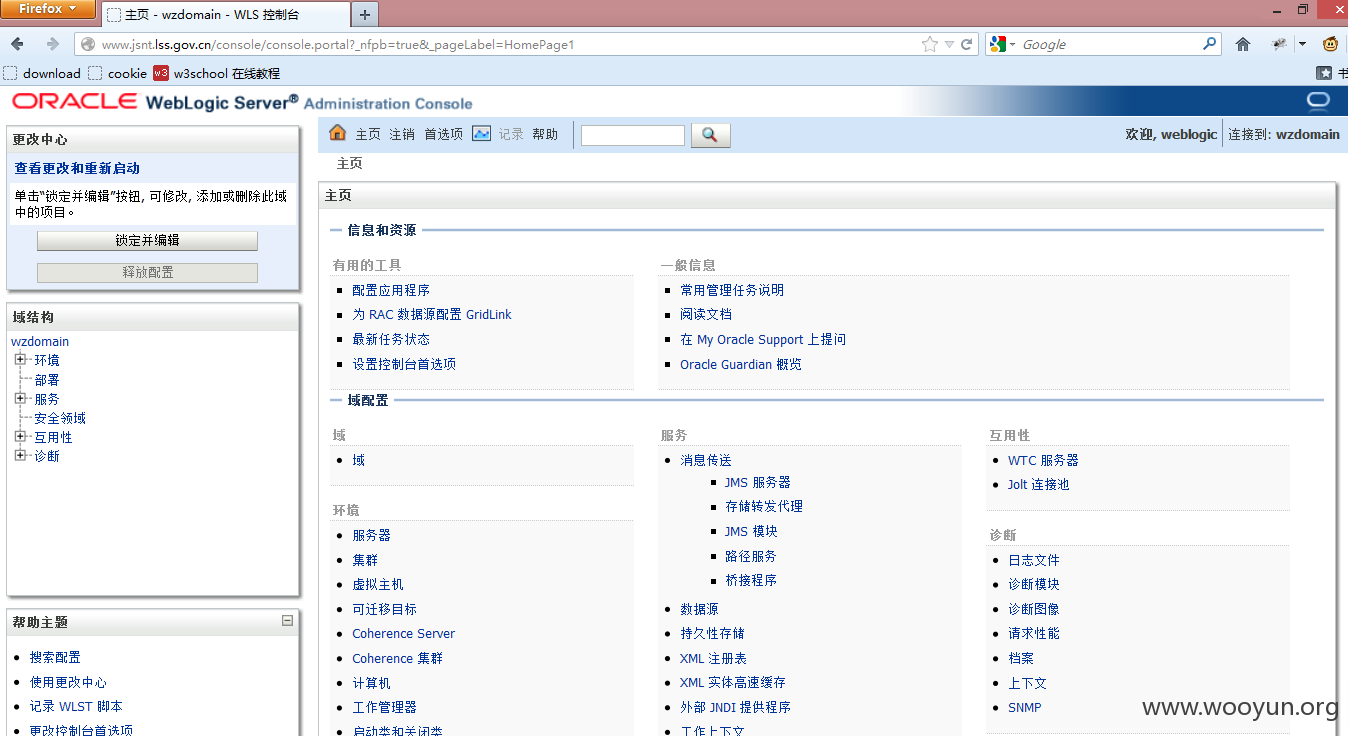 Firefox
主页 - wzdomain - WLS 控制台
www.jsnt.lss.gov.cn/console/console.portal?_nfpb=true&_pageLabel=HomePage1
Google
download
cookie
w3
w3school 在线教程
ORACLE WebLogic Server® Administration Console
更改中心
查看更改和重新启动
单击“锁定并编辑”按钮, 可修改, 添加或删除此域
中的项目。
锁定并编辑
释放配置
域结构
wzdomain
环境
部署
服务
安全领域
互用性
诊断
帮助主题
搜索配置
使用更改中心
记录 WLST 脚本
更改控制台首选项
主页 注销 首选项 记录 帮助
欢迎, weblogic
连接到: wzdomain
主页
主页
信息和资源
有用的工具
配置应用程序
为 RAC 数据源配置 GridLink
最新任务状态
设置控制台首选项
一般信息
常用管理任务说明
阅读文档
在 My Oracle Support 上提问
Oracle Guardian 概览
域配置
域
域
环境
服务器
集群
虚拟主机
可迁移目标
Coherence Server
Coherence 集群
计算机
工作管理器
启动类和关闭类
服务
消息传送
JMS 服务器
存储转发代理
JMS 模块
路径服务
桥接程序
数据源
持久性存储
XML 注册表
XML 实体高速缓存
外部 JNDI 提供程序
工作上下文
互用性
WTC 服务器
Jolt 连接池
诊断
日志文件
诊断模块
诊断图像
请求性能
档案
上下文
SNMP
www.wooyun.org